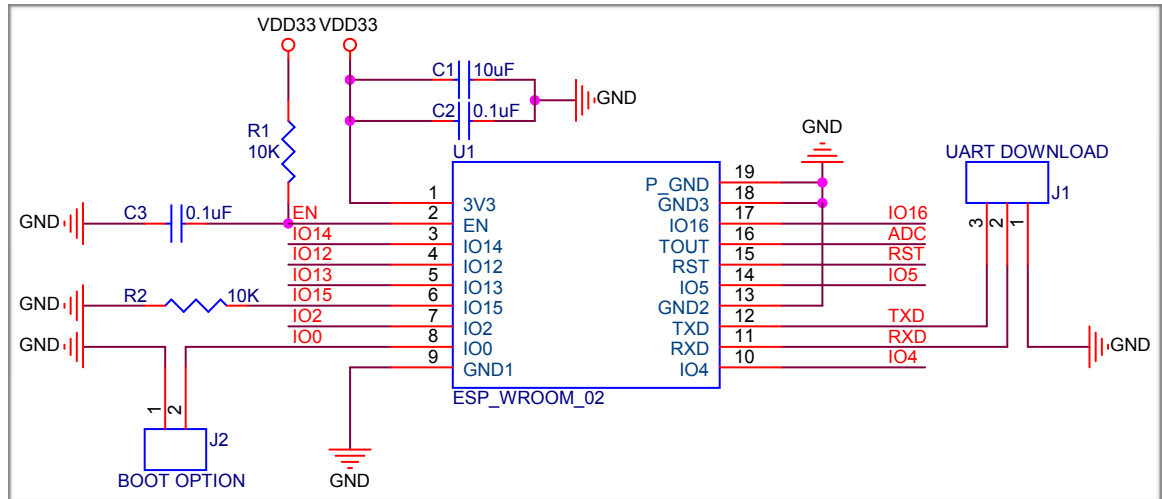 VDD33 VDD33
C1 10uF
GND
C2 0.1uF
R1
10K
U1
GND
UART DOWNLOAD
J1
GND
C3 0.1uF
EN
1 3V3
2 EN
IO14
3 IO14
IO12
4 IO12
IO13
5 IO13
GND
R2 10K
IO15
6 IO15
IO2
7 IO2
GND
IO0
8 IO0
9 GND1
P_GND 19
GND3 18
IO16 17
IO16
TOUT 16
ADC
RST 15
RST
IO5 14
IO5
GND2 13
TXD 12
TXD
RXD 11
RXD
IO4 10
IO4
3 2 1
GND
ESP_WROOM_02
1 2
J2
BOOT OPTION
GND